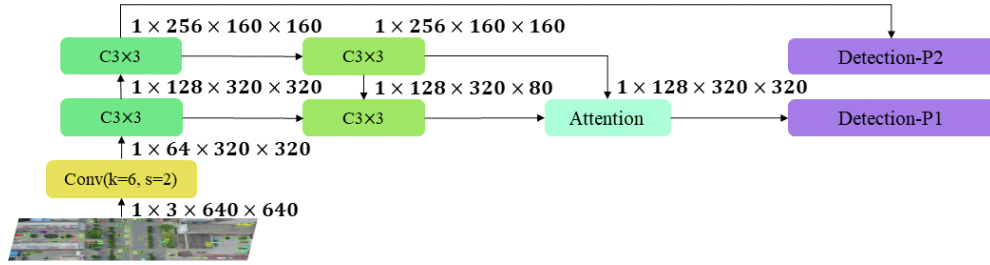 1 × 256 × 160 × 160
1 × 256 × 160 × 160
C3×3
C3×3
Detection-P2
1 × 128 × 320 × 320
1 × 128 × 320 × 80
1 × 128 × 320 × 320
C3×3
C3×3
Attention
Detection-P1
1 × 64 × 320 × 320
Conv(k=6, s=2)
1 × 3 × 640 × 640